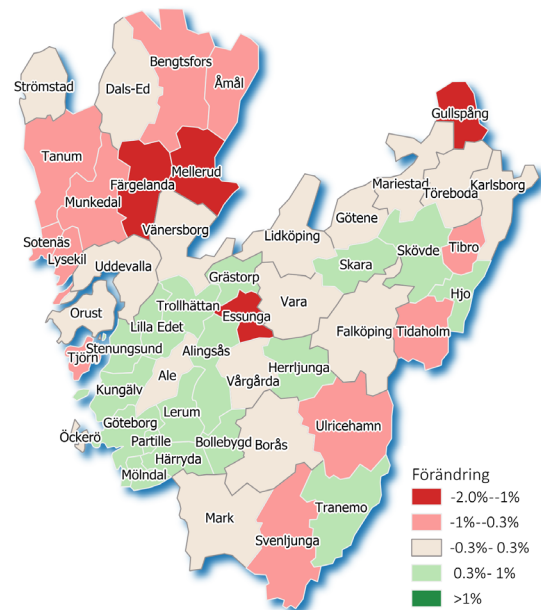 Bengtsfors
Strömstad
Dals-Ed
Åmål
Gullspång
Tanum
Mellerud
Färgelanda
Mariestad
Karlsborg
Töreboda
Munkedal
Götene
Vänersborg
Lidköping
Sotenäs
Skövde
Tibro
Lysekil
Uddevalla
Skara
Grästorp
Hjo
Trollhättan
Vara
Orust
Essunga
Lilla Edet
Falköping
Tidaholm
Stenungsund
Alingsås
Tjörn
Herrljunga
Ale
Vårgårda
Kungälv
Lerum
Ulricehamn
Göteborg
Öckerö
Partille
Bollebygd
Borås
Härryda
Mölndal
Tranemo
Mark
Svenljunga
Förändring
-2.0%--1%
-1%--0.3%
-0.3%- 0.3%
0.3%- 1%
>1%